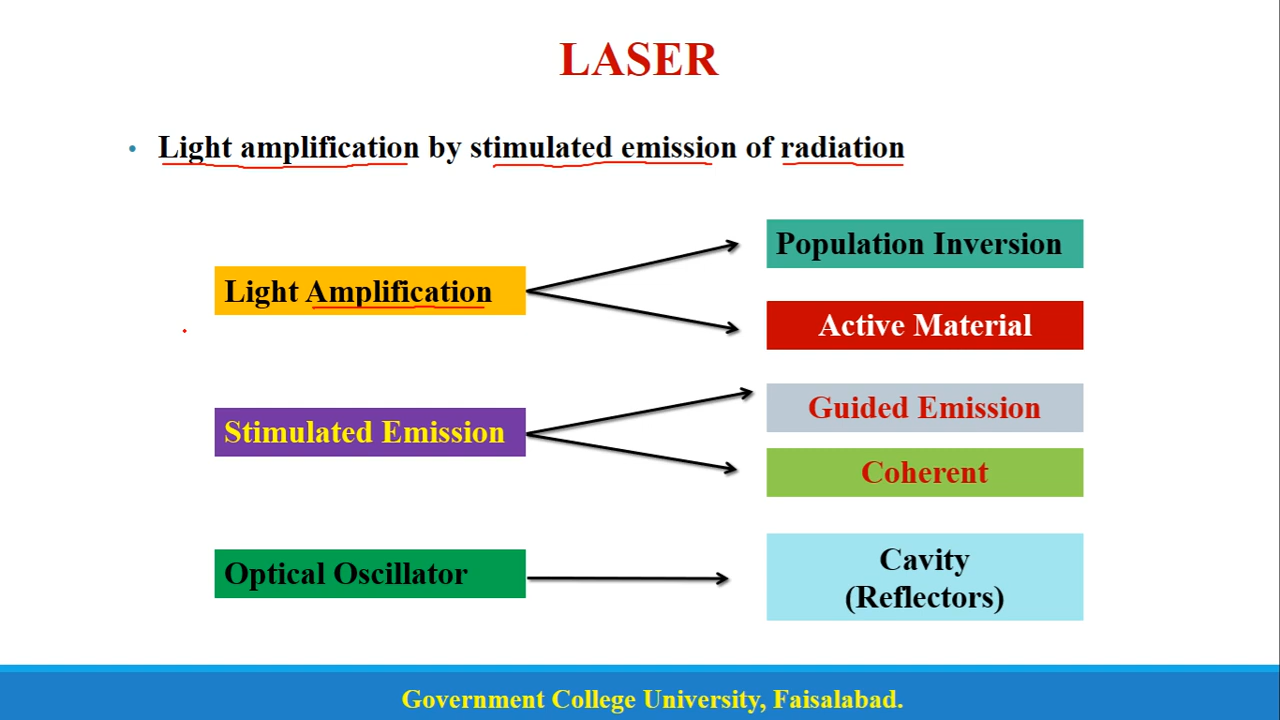 LASER
• Light amplification by stimulated emission of radiation
Population Inversion
Light Amplification
Active Material
Guided Emission
Stimulated Emission
Coherent
Optical Oscillator
Cavity
(Reflectors)
Government College University, Faisalabad.